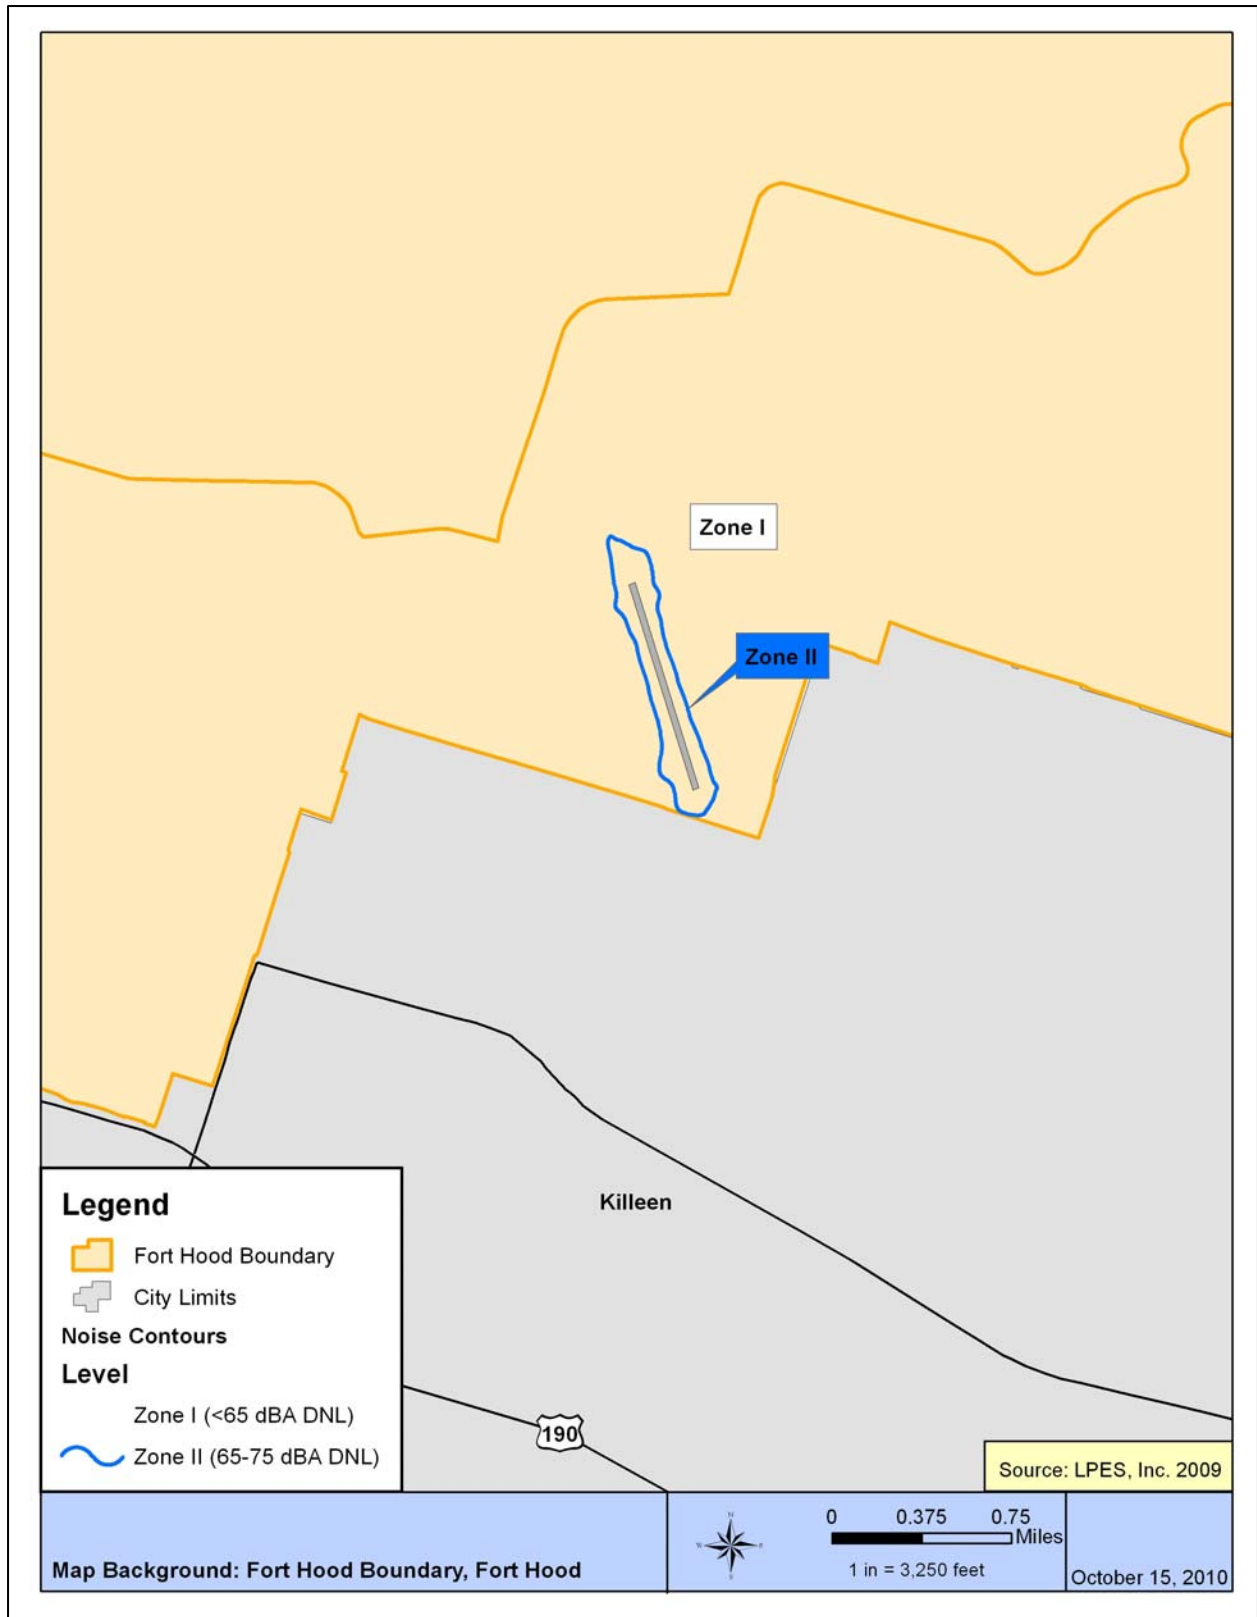 Zone I
Zone II
Killeen
Legend
Fort Hood Boundary
City Limits
Noise Contours
Level
Zone I (<65 dBA DNL)
Zone II (65-75 dBA DNL)
190
Source: LPES, Inc. 2009
Map Background: Fort Hood Boundary, Fort Hood
N
W E
S
0 0.375 0.75
Miles
1 in = 3,250 feet
October 15, 2010